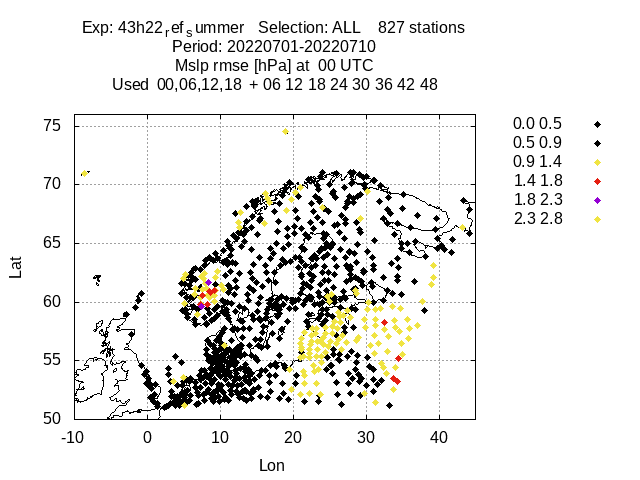 Exp: 43h22refsummer Selection: ALL 827 stations
Period: 20220701-20220710
Mslp rmse [hPa] at 00 UTC
Used 00,06,12,18 + 06 12 18 24 30 36 42 48
75
70
65
60
55
50
Lat
-10 0 10 20 30 40
Lon
0.0 0.5
0.5 0.9
0.9 1.4
1.4 1.8
1.8 2.3
2.3 2.8